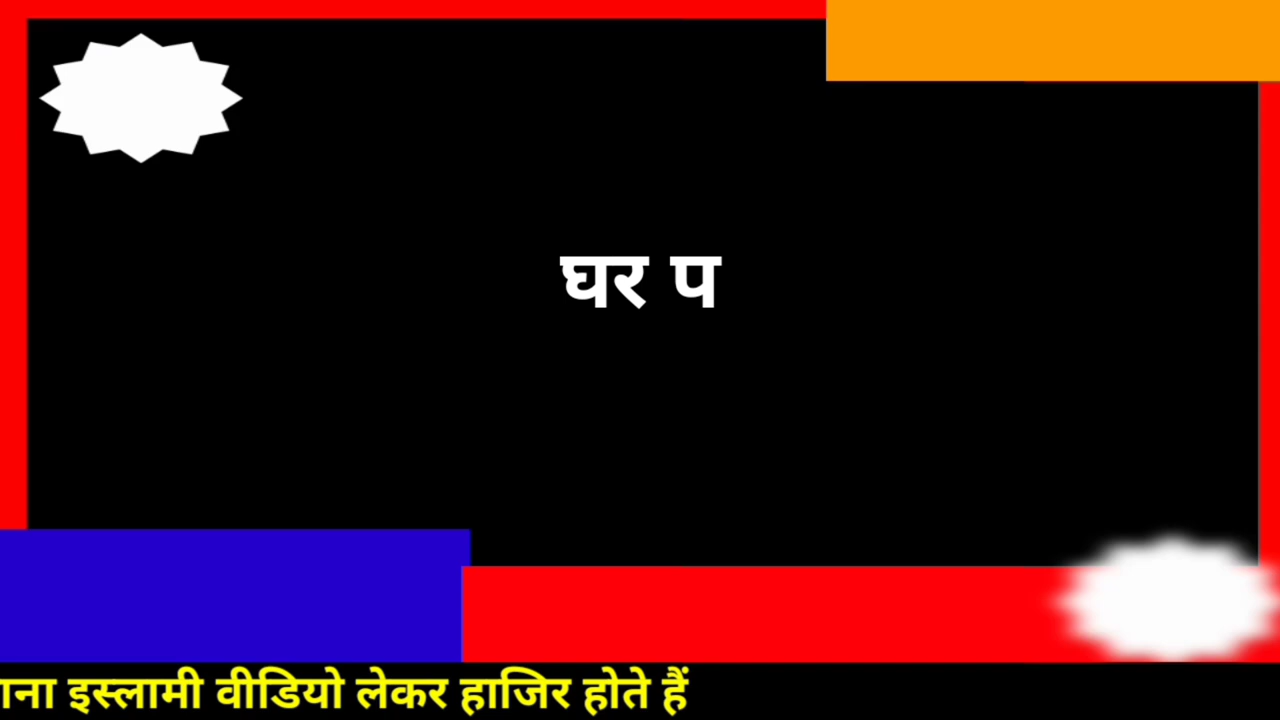 घर प
इस्लामी वीडियो लेकर हाजिर होते हैं